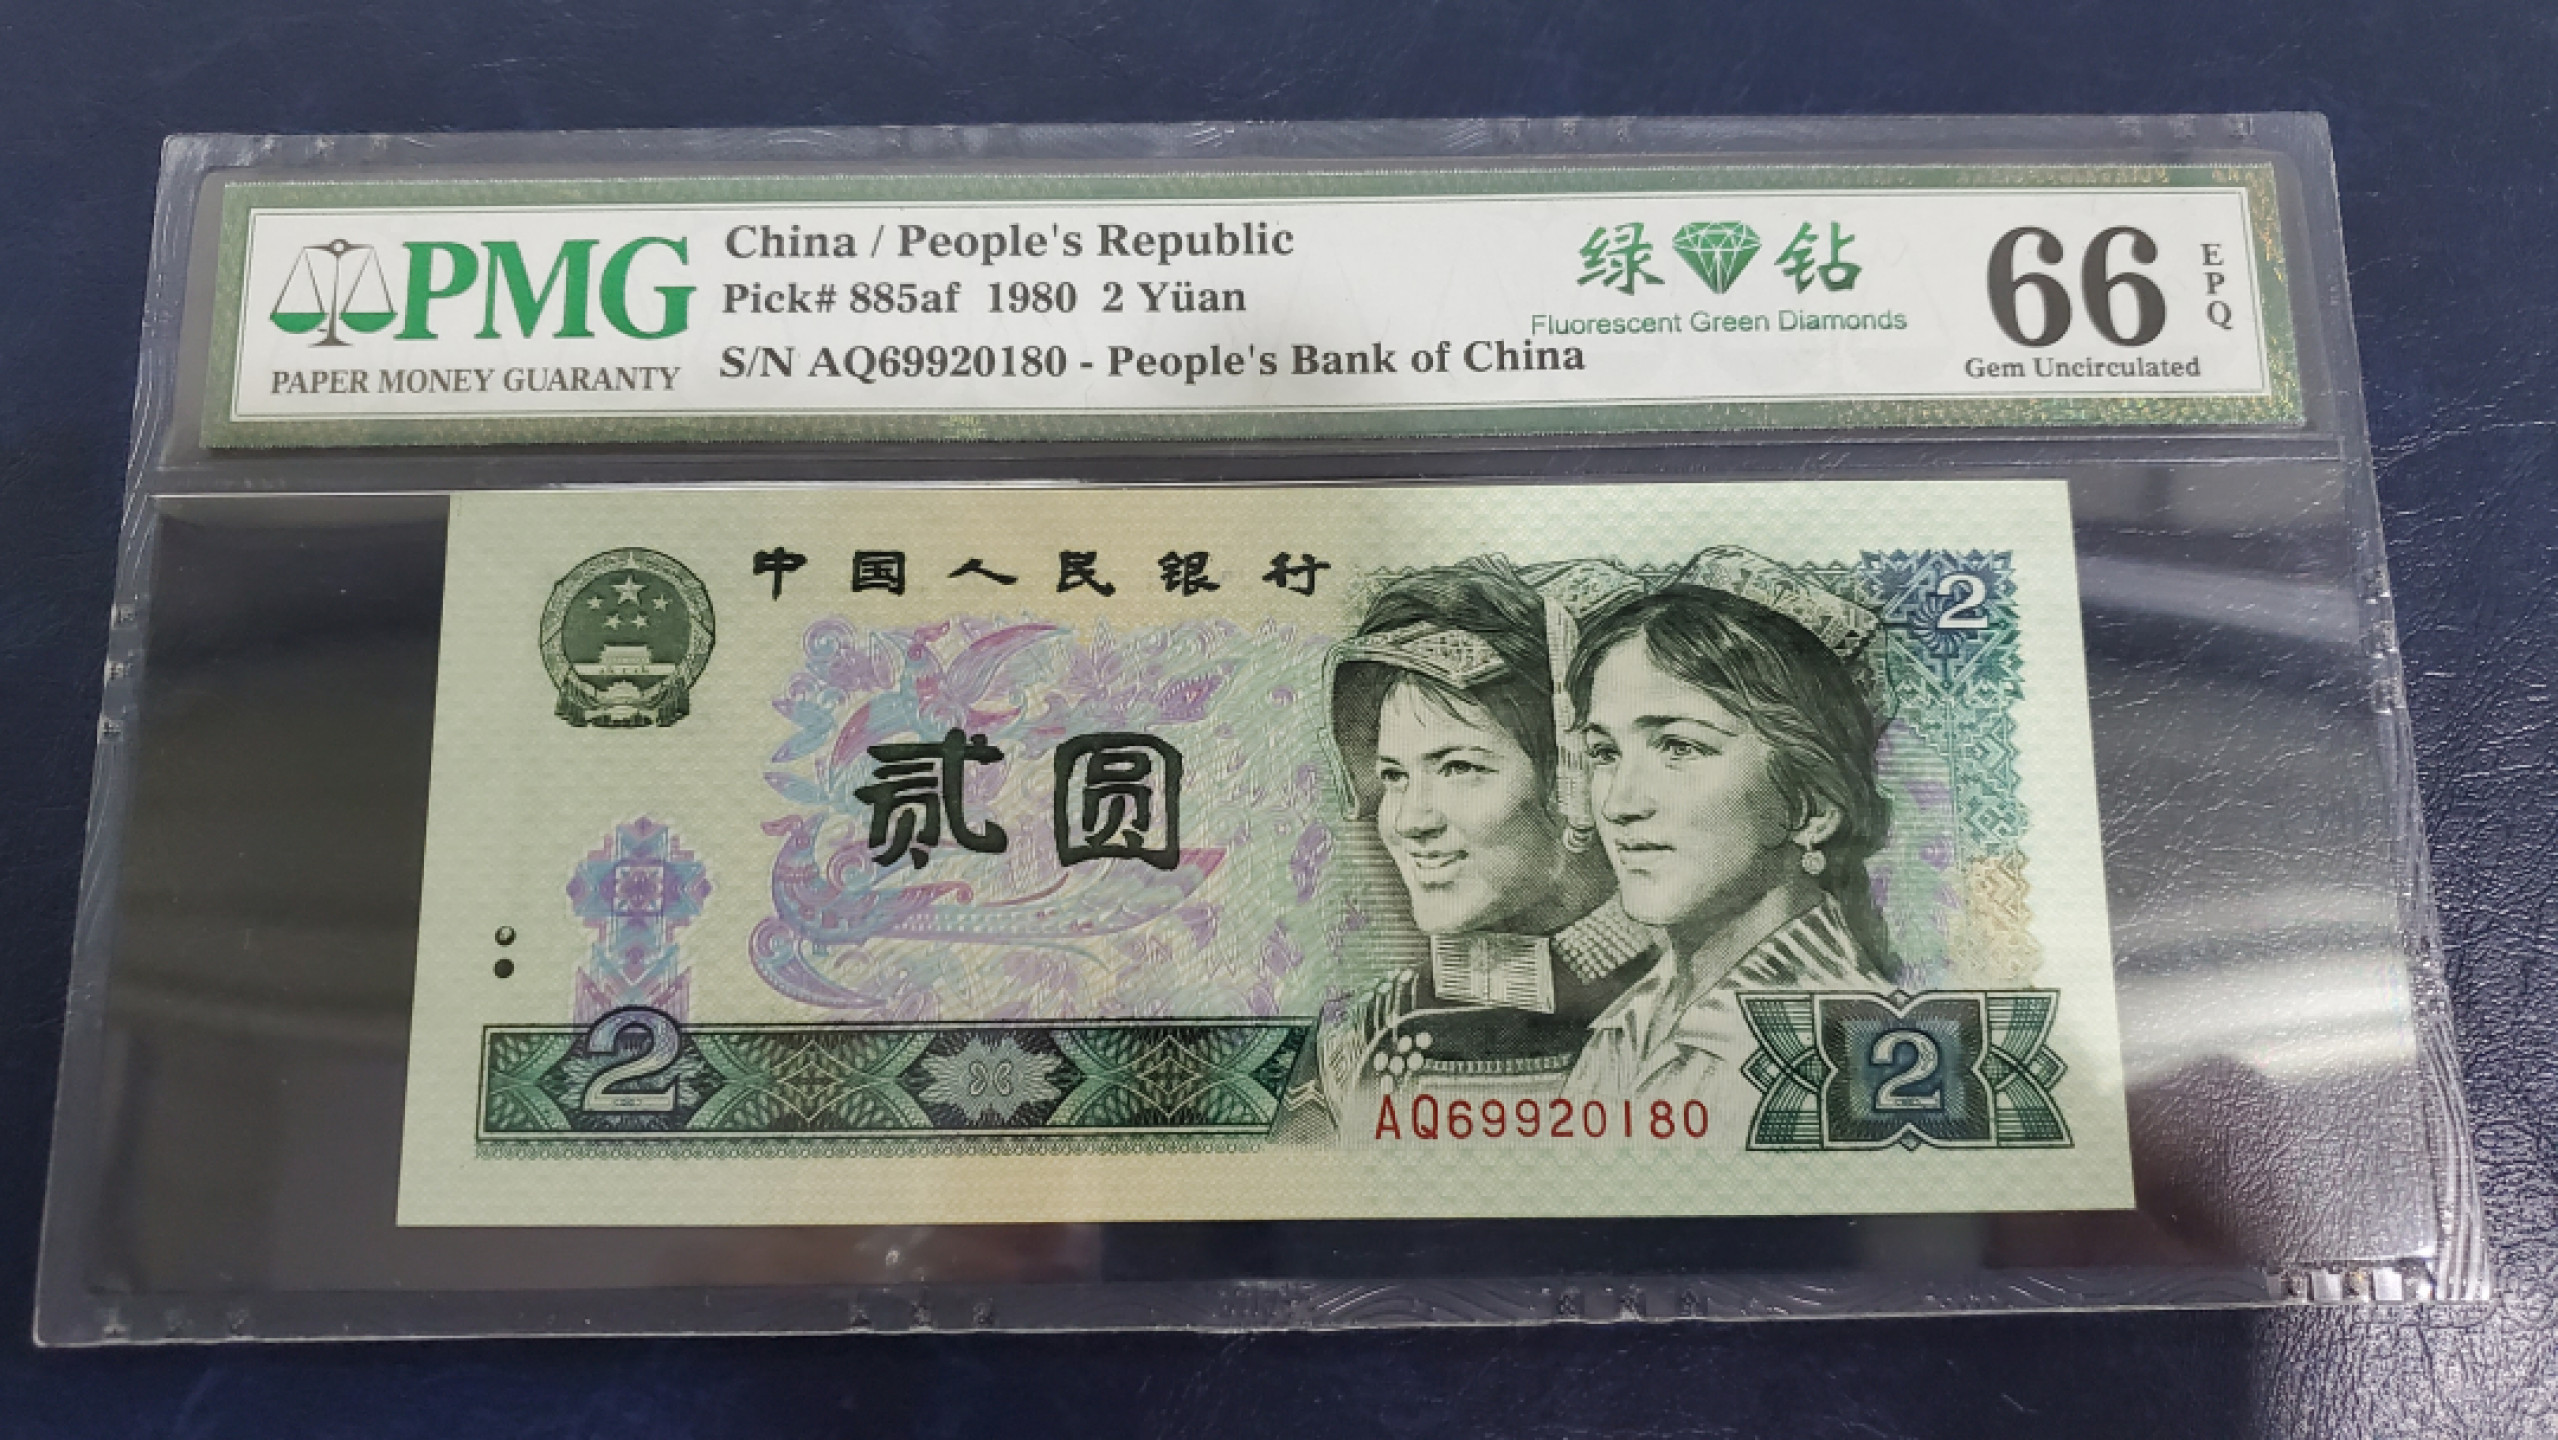 PMG
PAPER MONEY GUARANTY
China / People's Republic
Pick# 885af 1980 2 Yüan
S/N AQ69920180 - People's Bank of China
绿 钻
Fluorescent Green Diamonds
66
EPQ
Gem Uncirculated
中国人民银行
2
贰圆
2
2
AQ69920180